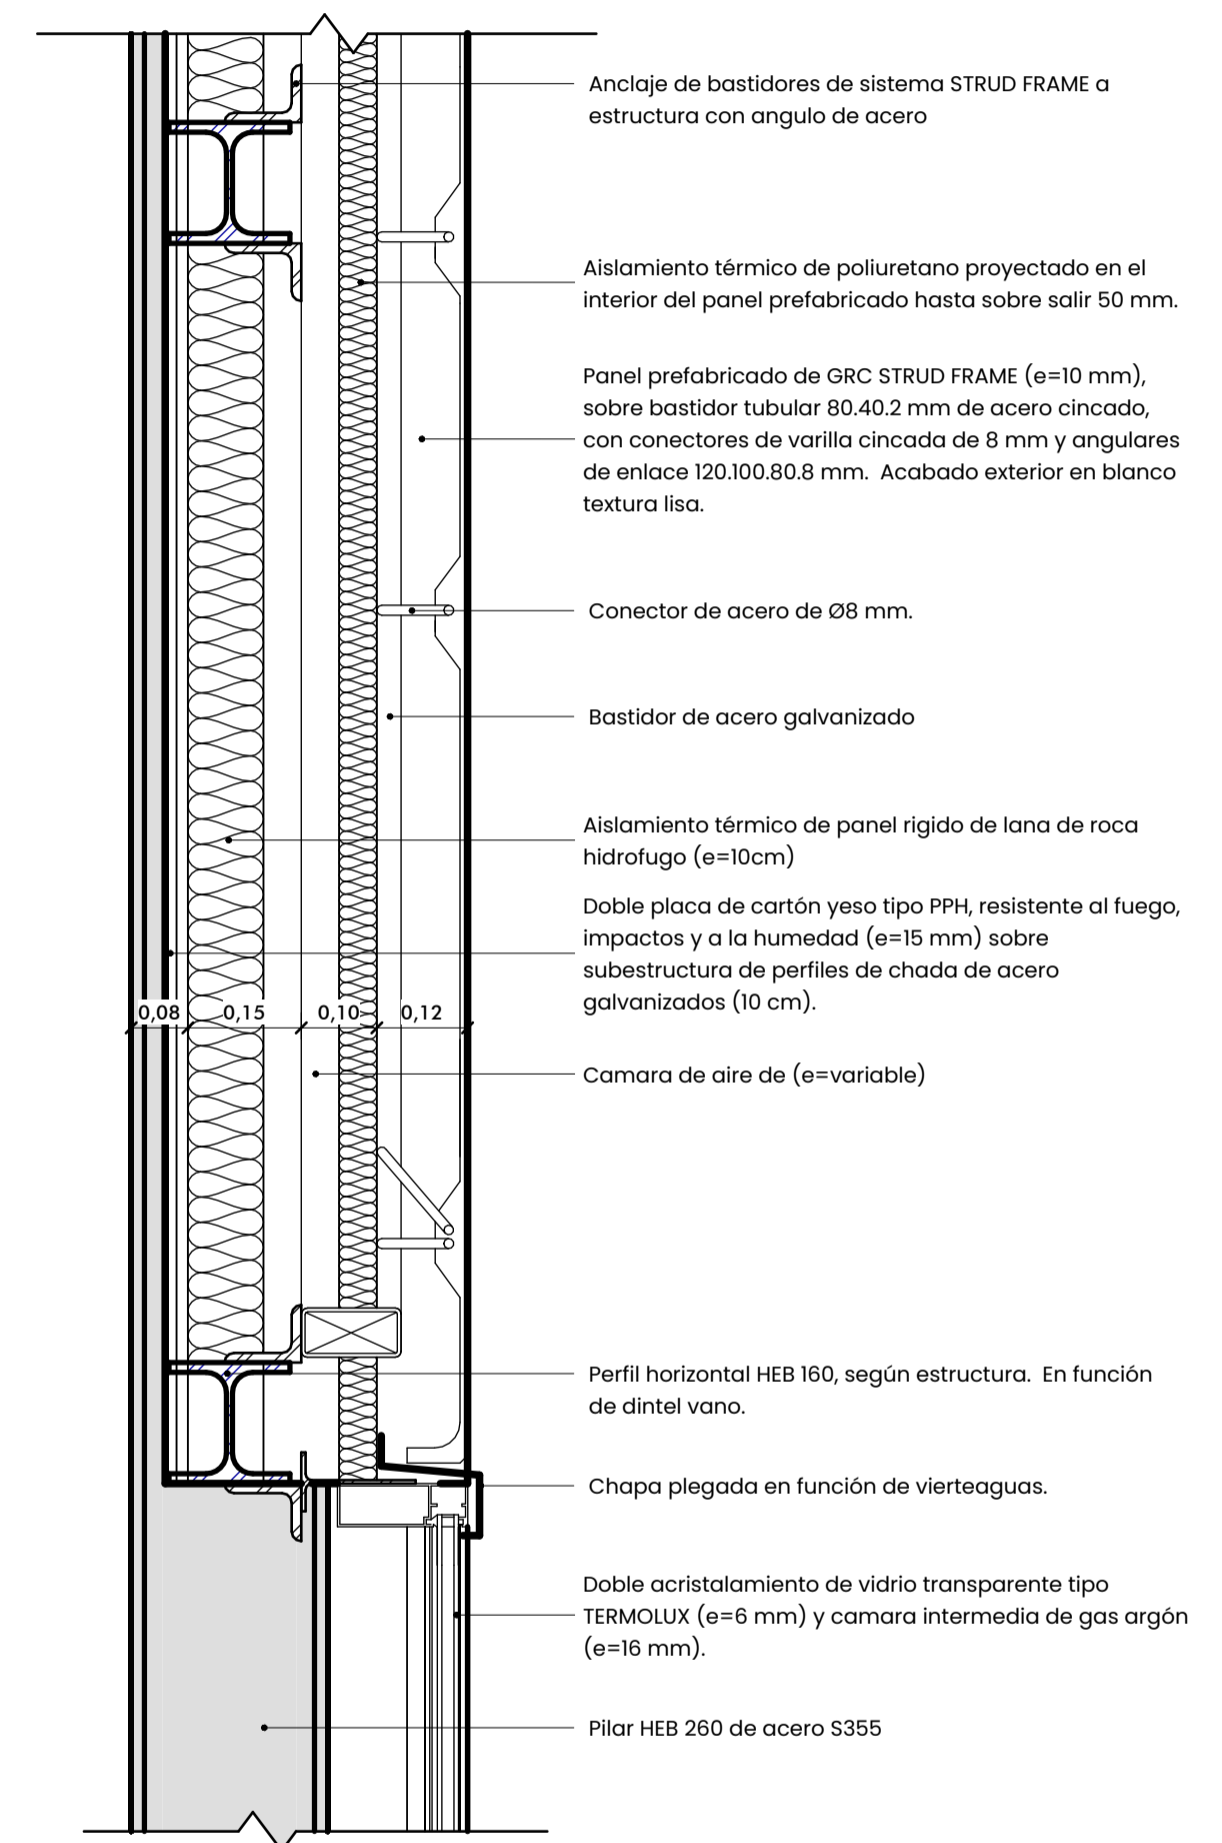 Anclaje de bastidores de sistema STRUD FRAME a
estructura con angulo de acero
Aislamiento térmico de poliuretano proyectado en el
interior del panel prefabricado hasta sobre salir 50 mm.
Panel prefabricado de GRC STRUD FRAME (e=10 mm),
sobre bastidor tubular 80.40.2 mm de acero cincado,
con conectores de varilla cincada de 8 mm y angulares
de enlace 120.100.80.8 mm. Acabado exterior en blanco
textura lisa.
Conector de acero de Ø8 mm.
Bastidor de acero galvanizado
Aislamiento térmico de panel rigido de lana de roca
hidrofugo (e=10cm)
Doble placa de cartón yeso tipo PPH, resistente al fuego,
impactos y a la humedad (e=15 mm) sobre
subestructura de perfiles de chada de acero
galvanizados (10 cm).
0,08 0,15 0,10 0,12
Camara de aire de (e=variable)
Perfil horizontal HEB 160, según estructura. En función
de dintel vano.
Chapa plegada en función de vierteaguas.
Doble acristalamiento de vidrio transparente tipo
TERMOLUX (e=6 mm) y camara intermedia de gas argón
(e=16 mm).
Pilar HEB 260 de acero S355